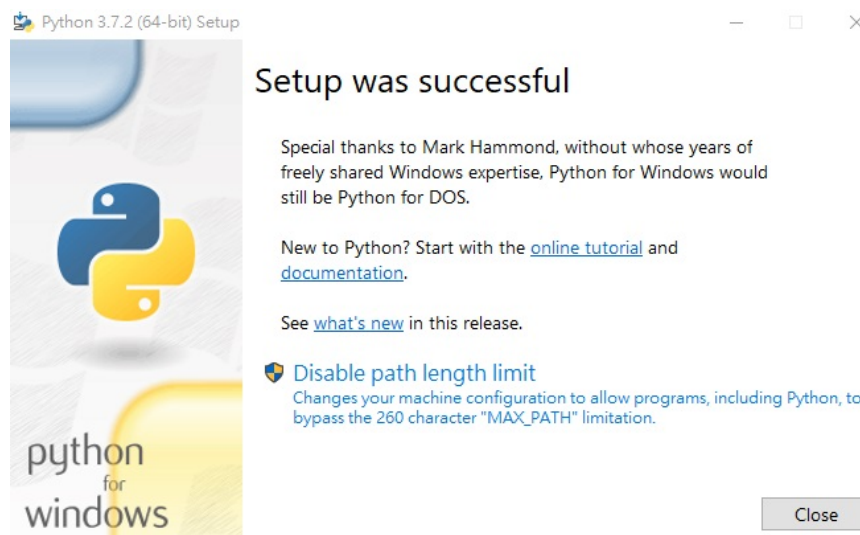 Python 3.7.2 (64-bit) Setup
Setup was successful
Special thanks to Mark Hammond, without whose years of
freely shared Windows expertise, Python for Windows would
still be Python for DOS.
New to Python? Start with the online tutorial and
documentation.
See what's new in this release.
Disable path length limit
Changes your machine configuration to allow programs, including Python, to
bypass the 260 character "MAX_PATH" limitation.
python
for
windows
Close